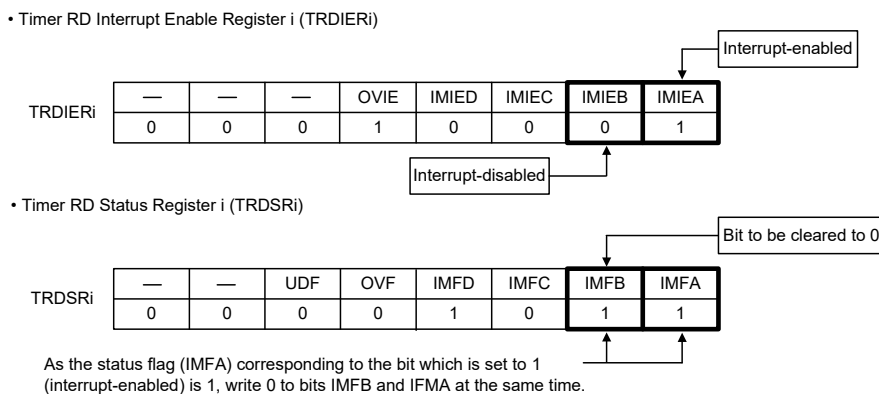 • Timer RD Interrupt Enable Register i (TRDIERi)
Interrupt-enabled
— — — OVIE IMIED IMIEC IMIEB IMIEA
TRDIERi
0 0 0 1 0 0 0 1
Interrupt-disabled
• Timer RD Status Register i (TRDSRi)
Bit to be cleared to 0
— — UDF OVF IMFD IMFC IMFB IMFA
TRDSRi
0 0 0 0 1 0 1 1
As the status flag (IMFA) corresponding to the bit which is set to 1
(interrupt-enabled) is 1, write 0 to bits IMFB and IFMA at the same time.